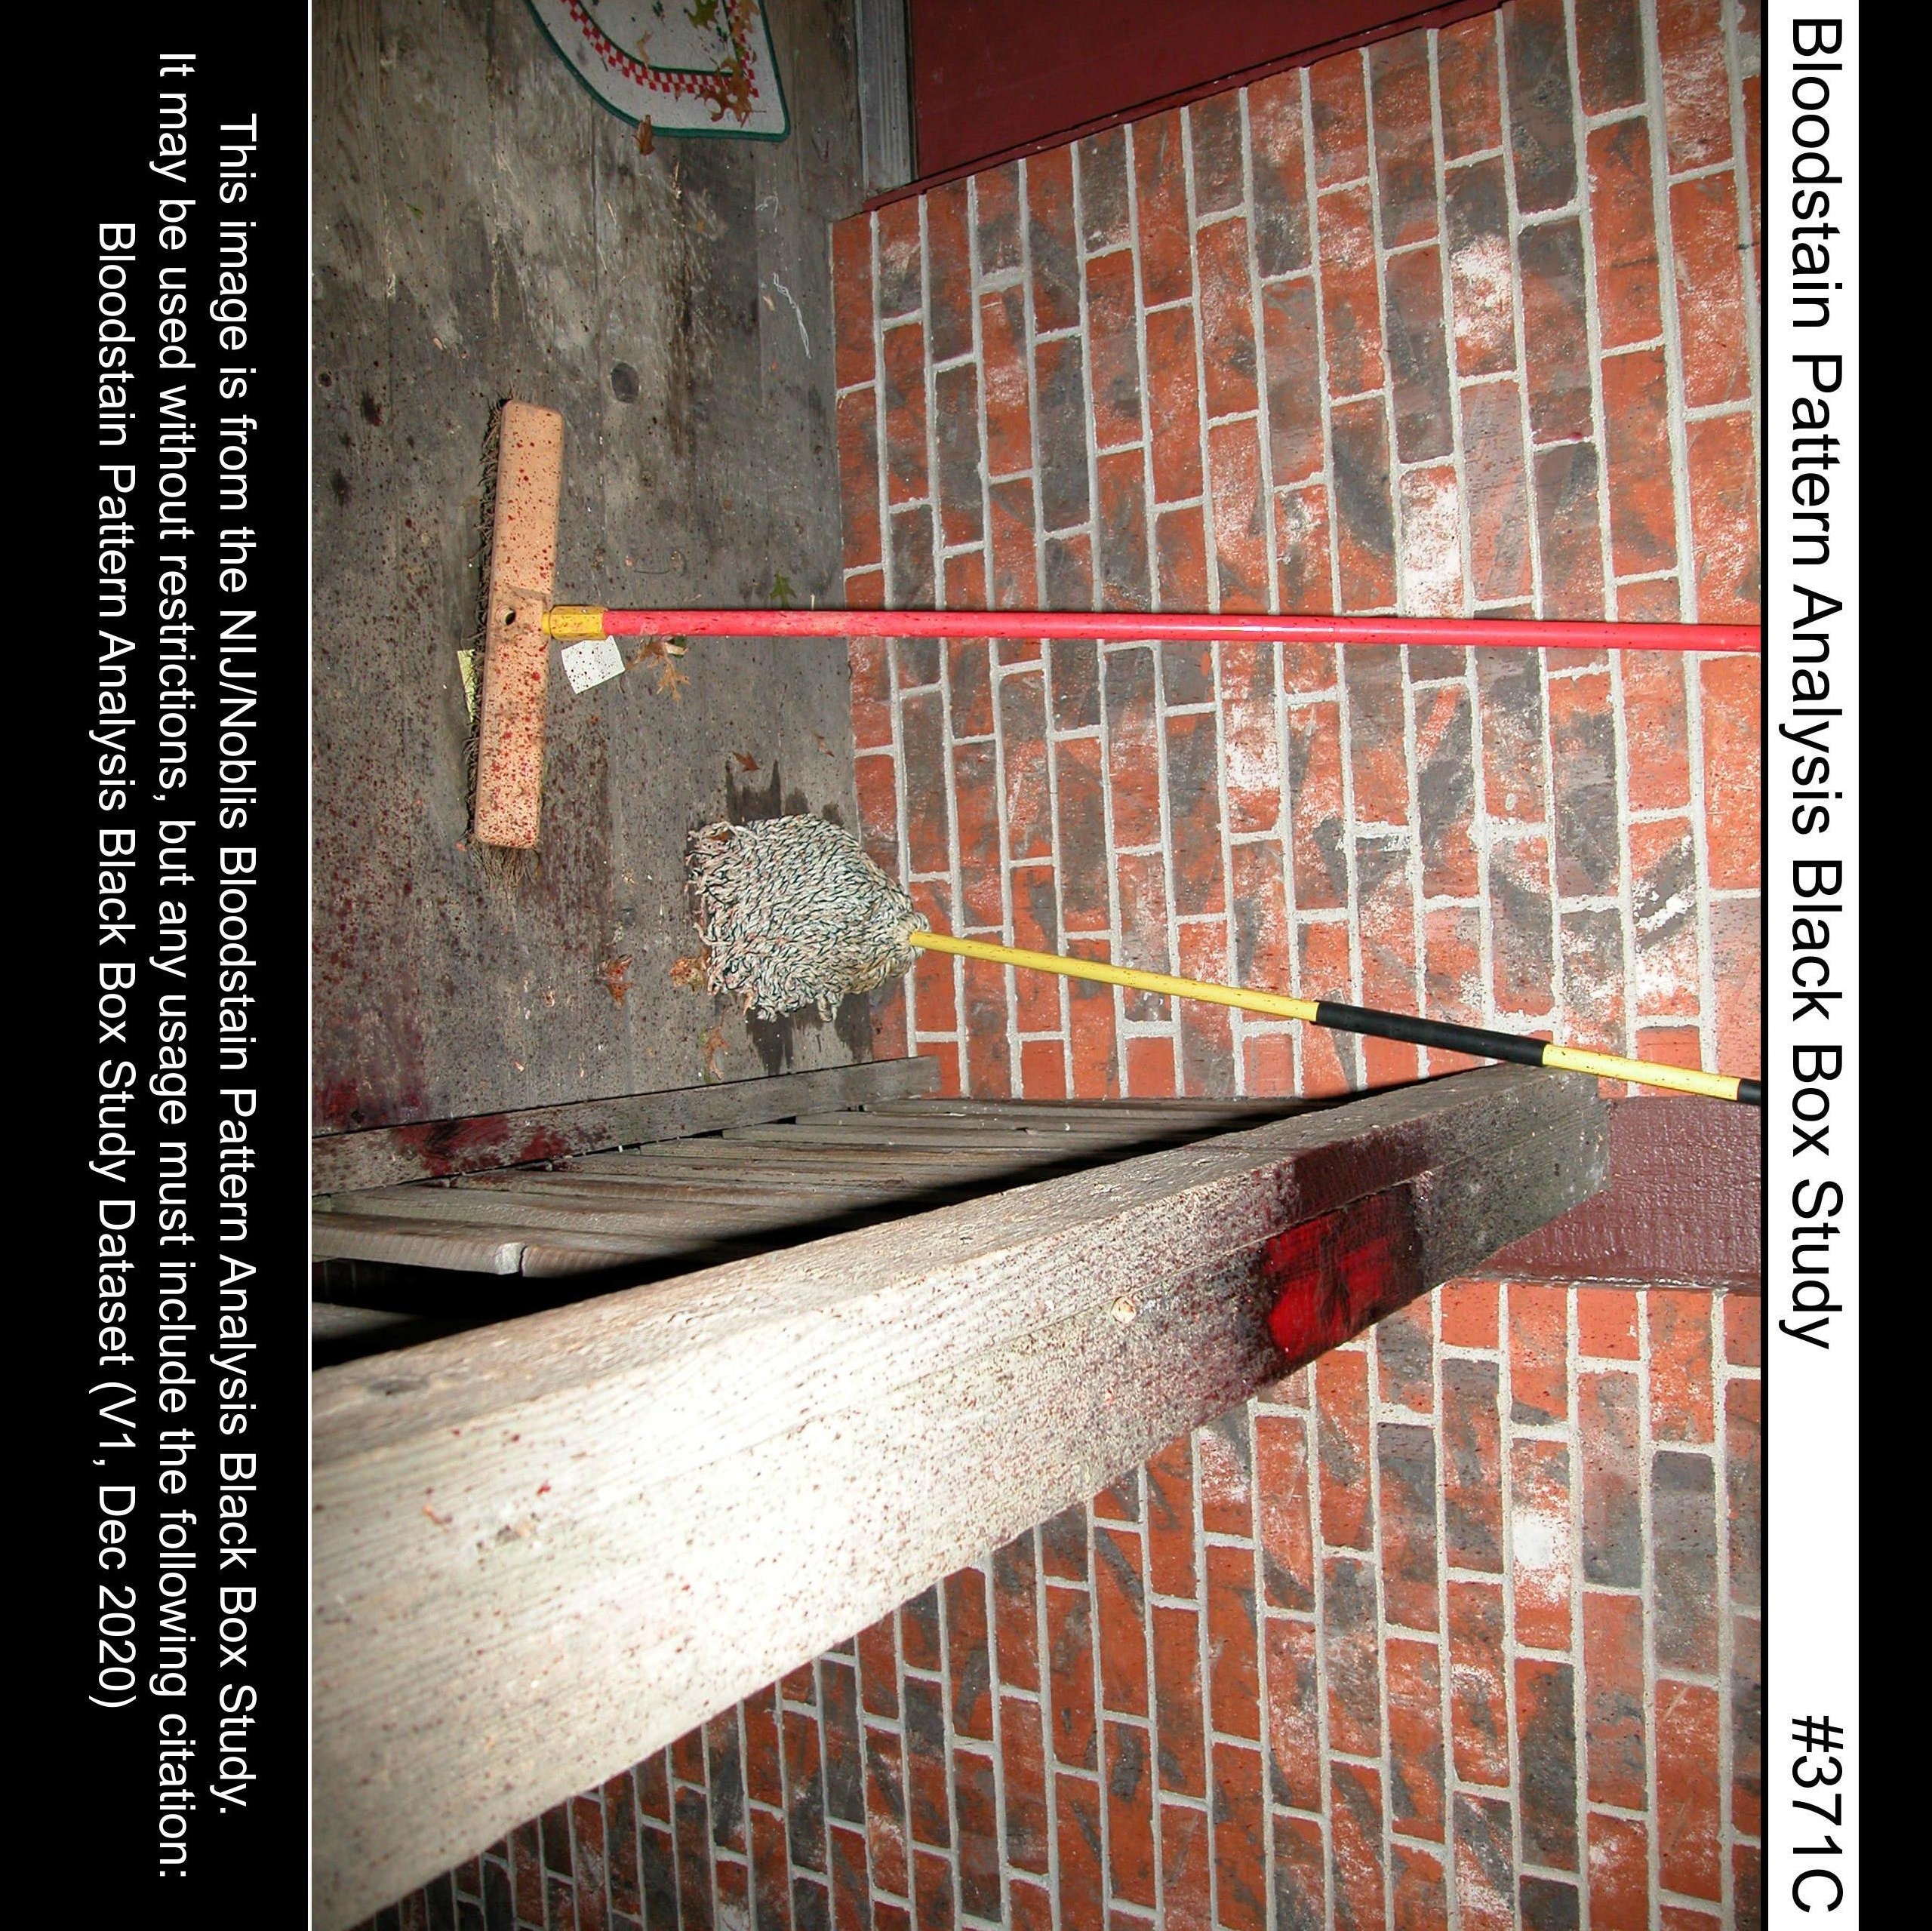 Bloodstain Pattern Analysis Black Box Study #371C
This image is from the NIJ/Noblis Bloodstain Pattern Analysis Black Box Study.
It may be used without restrictions, but any usage must include the following citation:
Bloodstain Pattern Analysis Black Box Study Dataset (V1, Dec 2020)